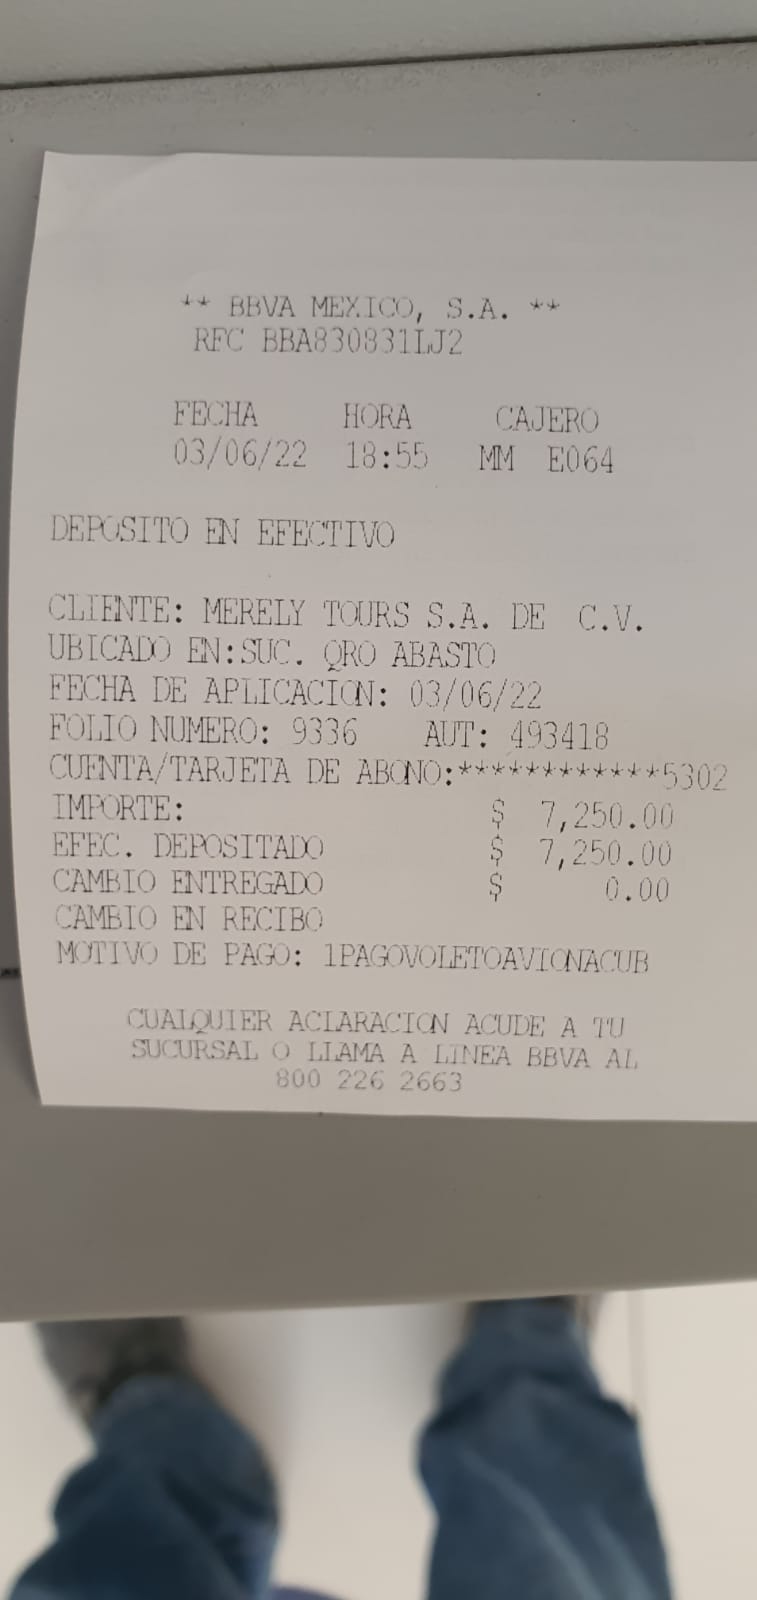 ** BBVA MEXICO, S.A. **
RFC BBA830831LJ2
FECHA HORA CAJERO
03/06/22 18:55 MM E064
DEPOSITO EN EFECTIVO
CLIENTE: MERELY TOURS S.A. DE C.V.
UBICADO EN:SUC. QRO ABASTO
FECHA DE APLICACION: 03/06/22
FOLIO NUMERO: 9336 AUT: 493418
CUENTA/TARJETA DE ABONO:************5302
IMPORTE: $ 7,250.00
EFEC. DEPOSITADO $ 7,250.00
CAMBIO ENTREGADO $ 0.00
CAMBIO EN RECIBO
MOTIVO DE PAGO: 1PAGOVOLETOAVIONACUB
CUALQUIER ACLARACION ACUDE A TU
SUCURSAL O LLAMA A LINEA BBVA AL
800 226 2663